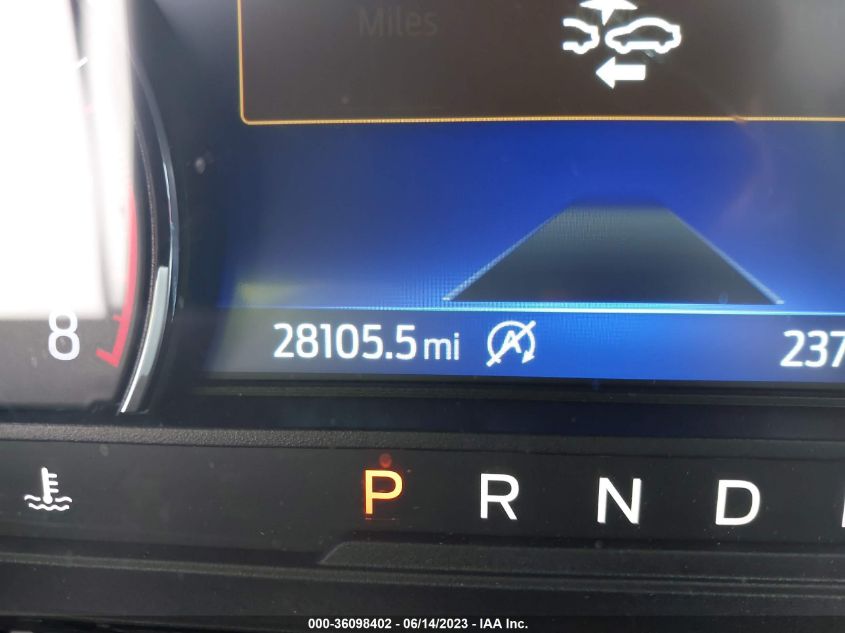 Miles
8
28105.5 mi A 237
P R N D
000-36098402 - 06/14/2023 - IAA Inc.